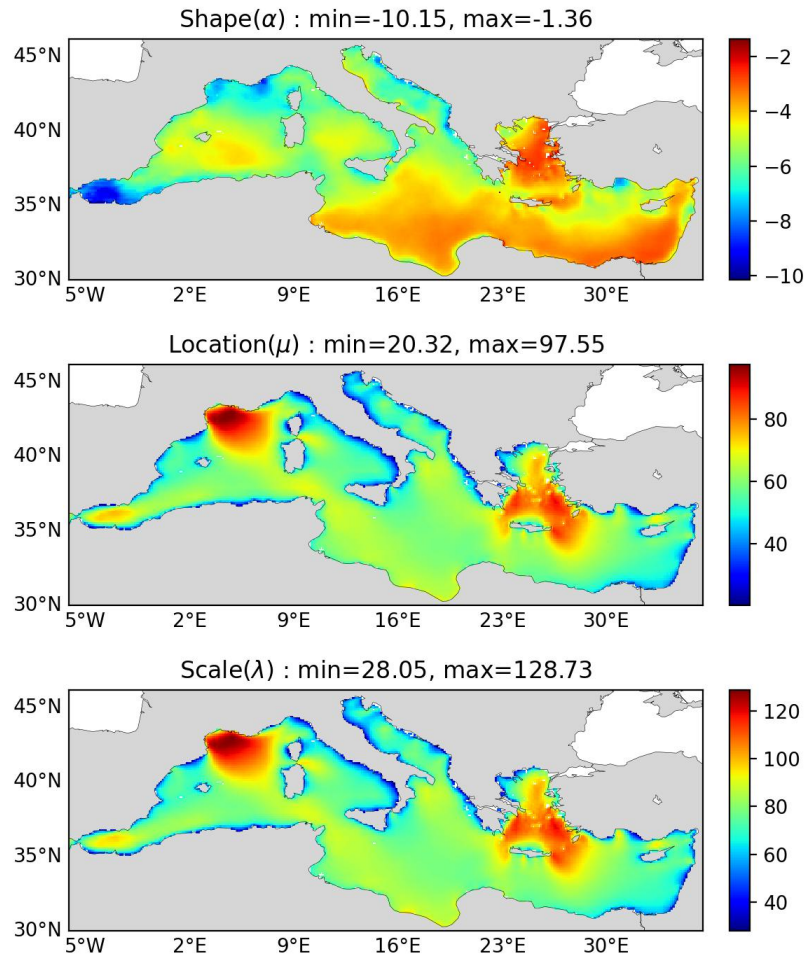 Shape(α) : min=-10.15, max=-1.36
45°N
40°N
35°N
30°N
5°W 2°E 9°E 16°E 23°E 30°E
−2
−4
−6
−8
−10
Location(μ) : min=20.32, max=97.55
45°N
40°N
35°N
30°N
5°W 2°E 9°E 16°E 23°E 30°E
80
60
40
Scale(λ) : min=28.05, max=128.73
45°N
40°N
35°N
30°N
5°W 2°E 9°E 16°E 23°E 30°E
120
100
80
60
40